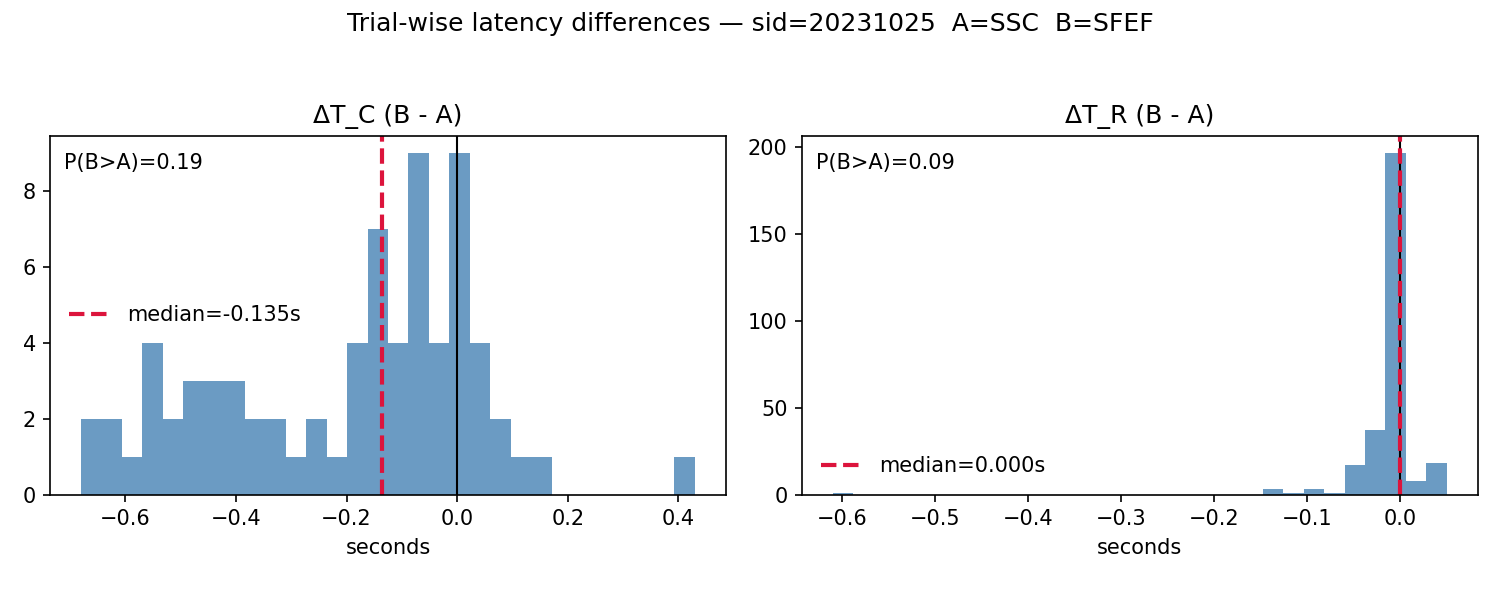 Trial-wise latency differences — sid=20231025  A=SSC  B=SFEF
ΔT_C (B - A)
P(B>A)=0.19
median=-0.135s
8
6
4
2
0
−0.6
−0.4
−0.2
0.0
0.2
0.4
seconds
ΔT_R (B - A)
P(B>A)=0.09
median=0.000s
200
150
100
50
0
−0.6
−0.5
−0.4
−0.3
−0.2
−0.1
0.0
seconds